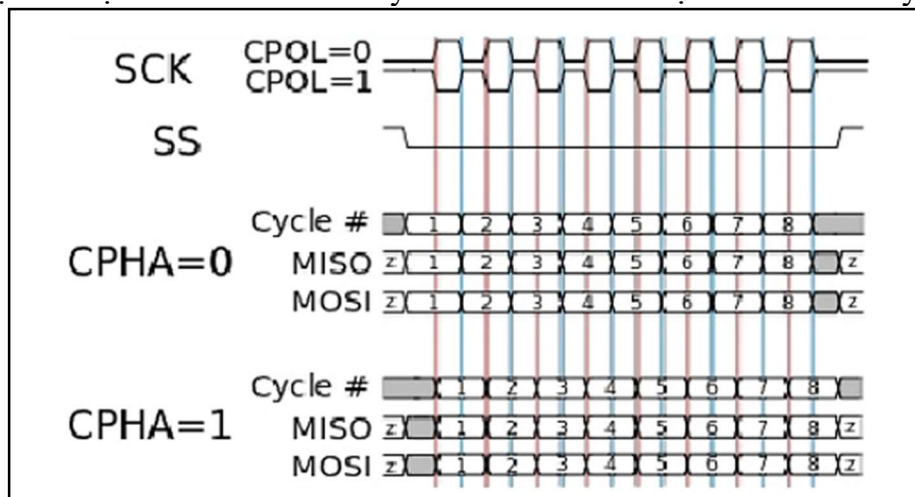 SCK CPOL=0
CPOL=1
SS
Cycle # 1 2 3 4 5 6 7 8
CPHA=0 MISO z 1 2 3 4 5 6 7 8 z
MOSI z 1 2 3 4 5 6 7 8 z
Cycle # 1 2 3 4 5 6 7 8
CPHA=1 MISO z 1 2 3 4 5 6 7 8 z
MOSI z 1 2 3 4 5 6 7 8 z